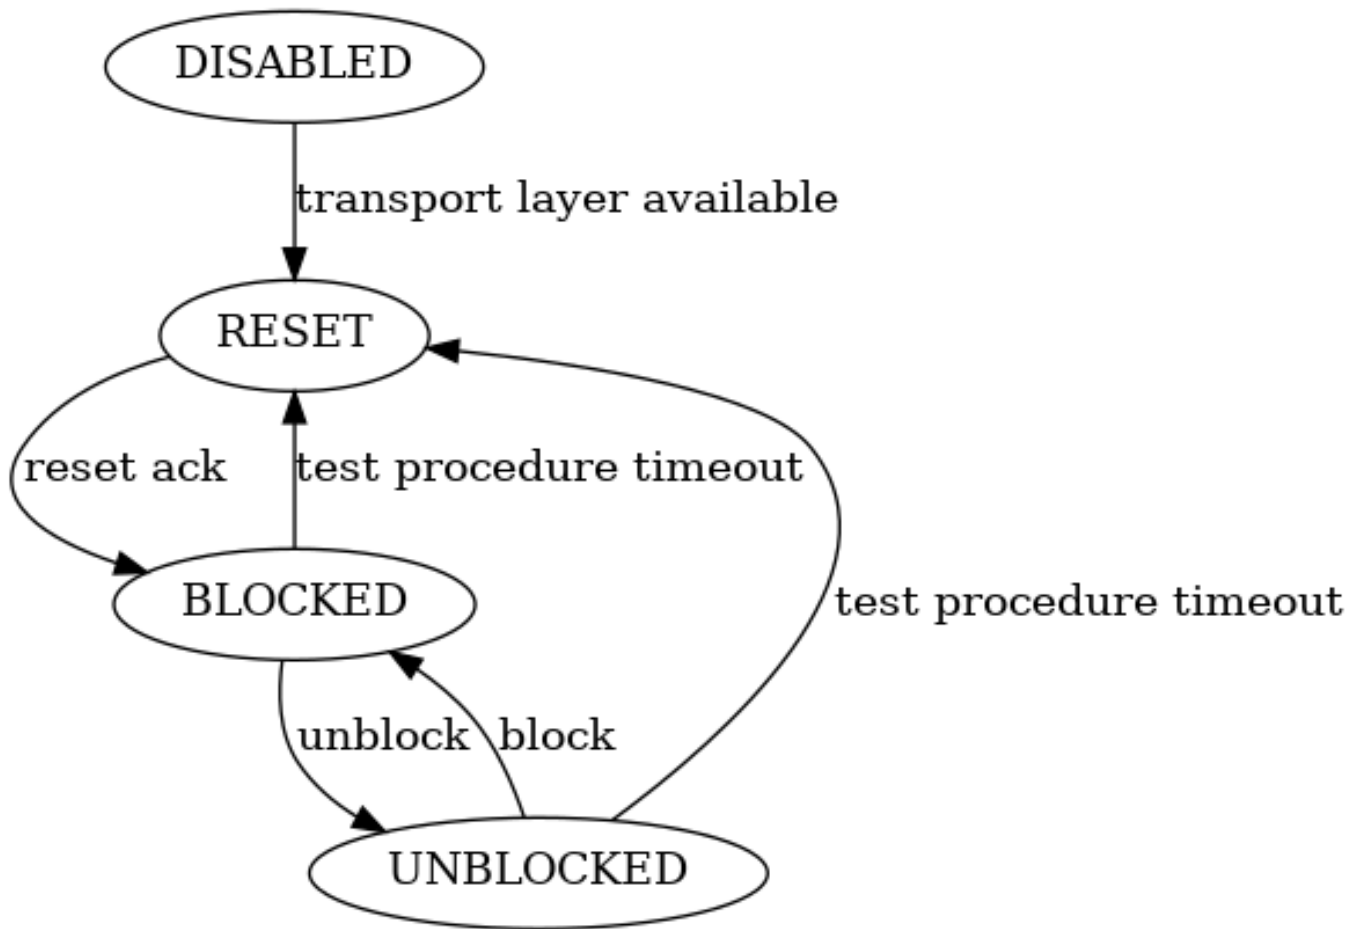 DISABLED
transport layer available
RESET
reset ack
test procedure timeout
BLOCKED
test procedure timeout
unblock
block
UNBLOCKED